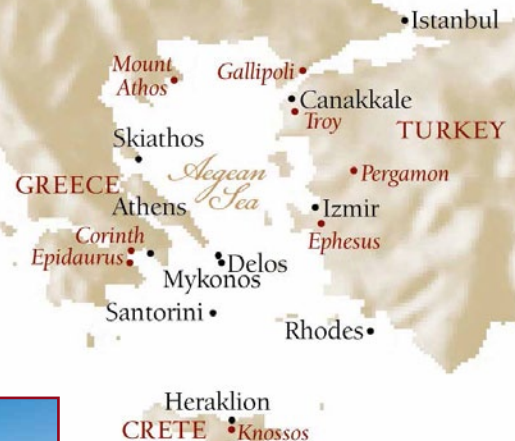 Istanbul
Mount
Athos
Gallipoli
Canakkale
Troy
TURKEY
Skiathos
Aegean
Sea
Pergamon
GREECE
Athens
Izmir
Corinth
Ephesus
Epidaurus
Delos
Mykonos
Santorini
Rhodes
Heraklion
CRETE
Knossos